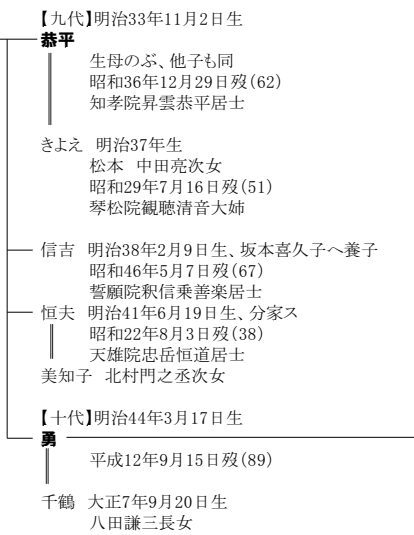 【九代】明治33年11月2日生
恭平
生母のぶ、他子も同
昭和36年12月29日歿(62)
知孝院昇雲恭平居士
きよえ 明治37年生
松本 中田亮次女
昭和29年7月16日歿(51)
琴松院観聴清音大姉
信吉 明治38年2月9日生、坂本喜久子へ養子
昭和46年5月7日歿(67)
誓願院釈信乗善楽居士
恒夫 明治41年6月19日生、分家ス
昭和22年8月3日歿(38)
天雄院忠岳恒道居士
美知子 北村門之丞次女
【十代】明治44年3月17日生
勇
平成12年9月15日歿(89)
千鶴 大正7年9月20日生
八田謙三長女